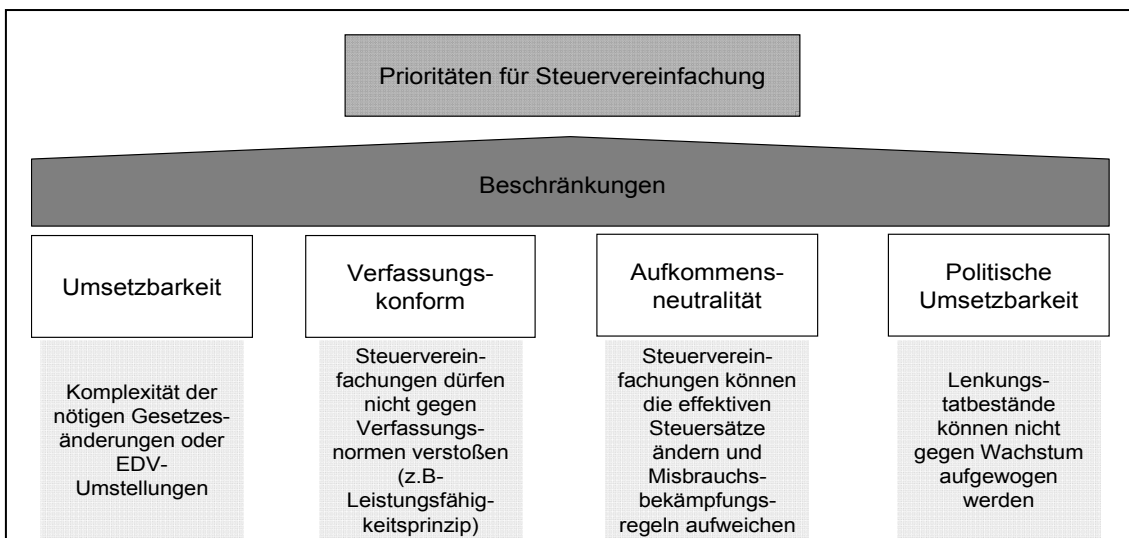 Prioritäten für Steuervereinfachung
Beschränkungen
Umsetzbarkeit
Verfassungs-
konform
Aufkommens-
neutralität
Politische
Umsetzbarkeit
Komplexität der
nötigen Gesetzes-
änderungen oder
EDV-
Umstellungen
Steuerverein-
fachungen dürfen
nicht gegen
Verfassungs-
normen verstoßen
(z.B-
Leistungsfähig-
keitsprinzip)
Steuerverein-
fachungen können
die effektiven
Steuersätze
ändern und
Misbrauchs-
bekämpfungs-
regeln aufweichen
Lenkungs-
tatbestände
können nicht
gegen Wachstum
aufgewogen
werden